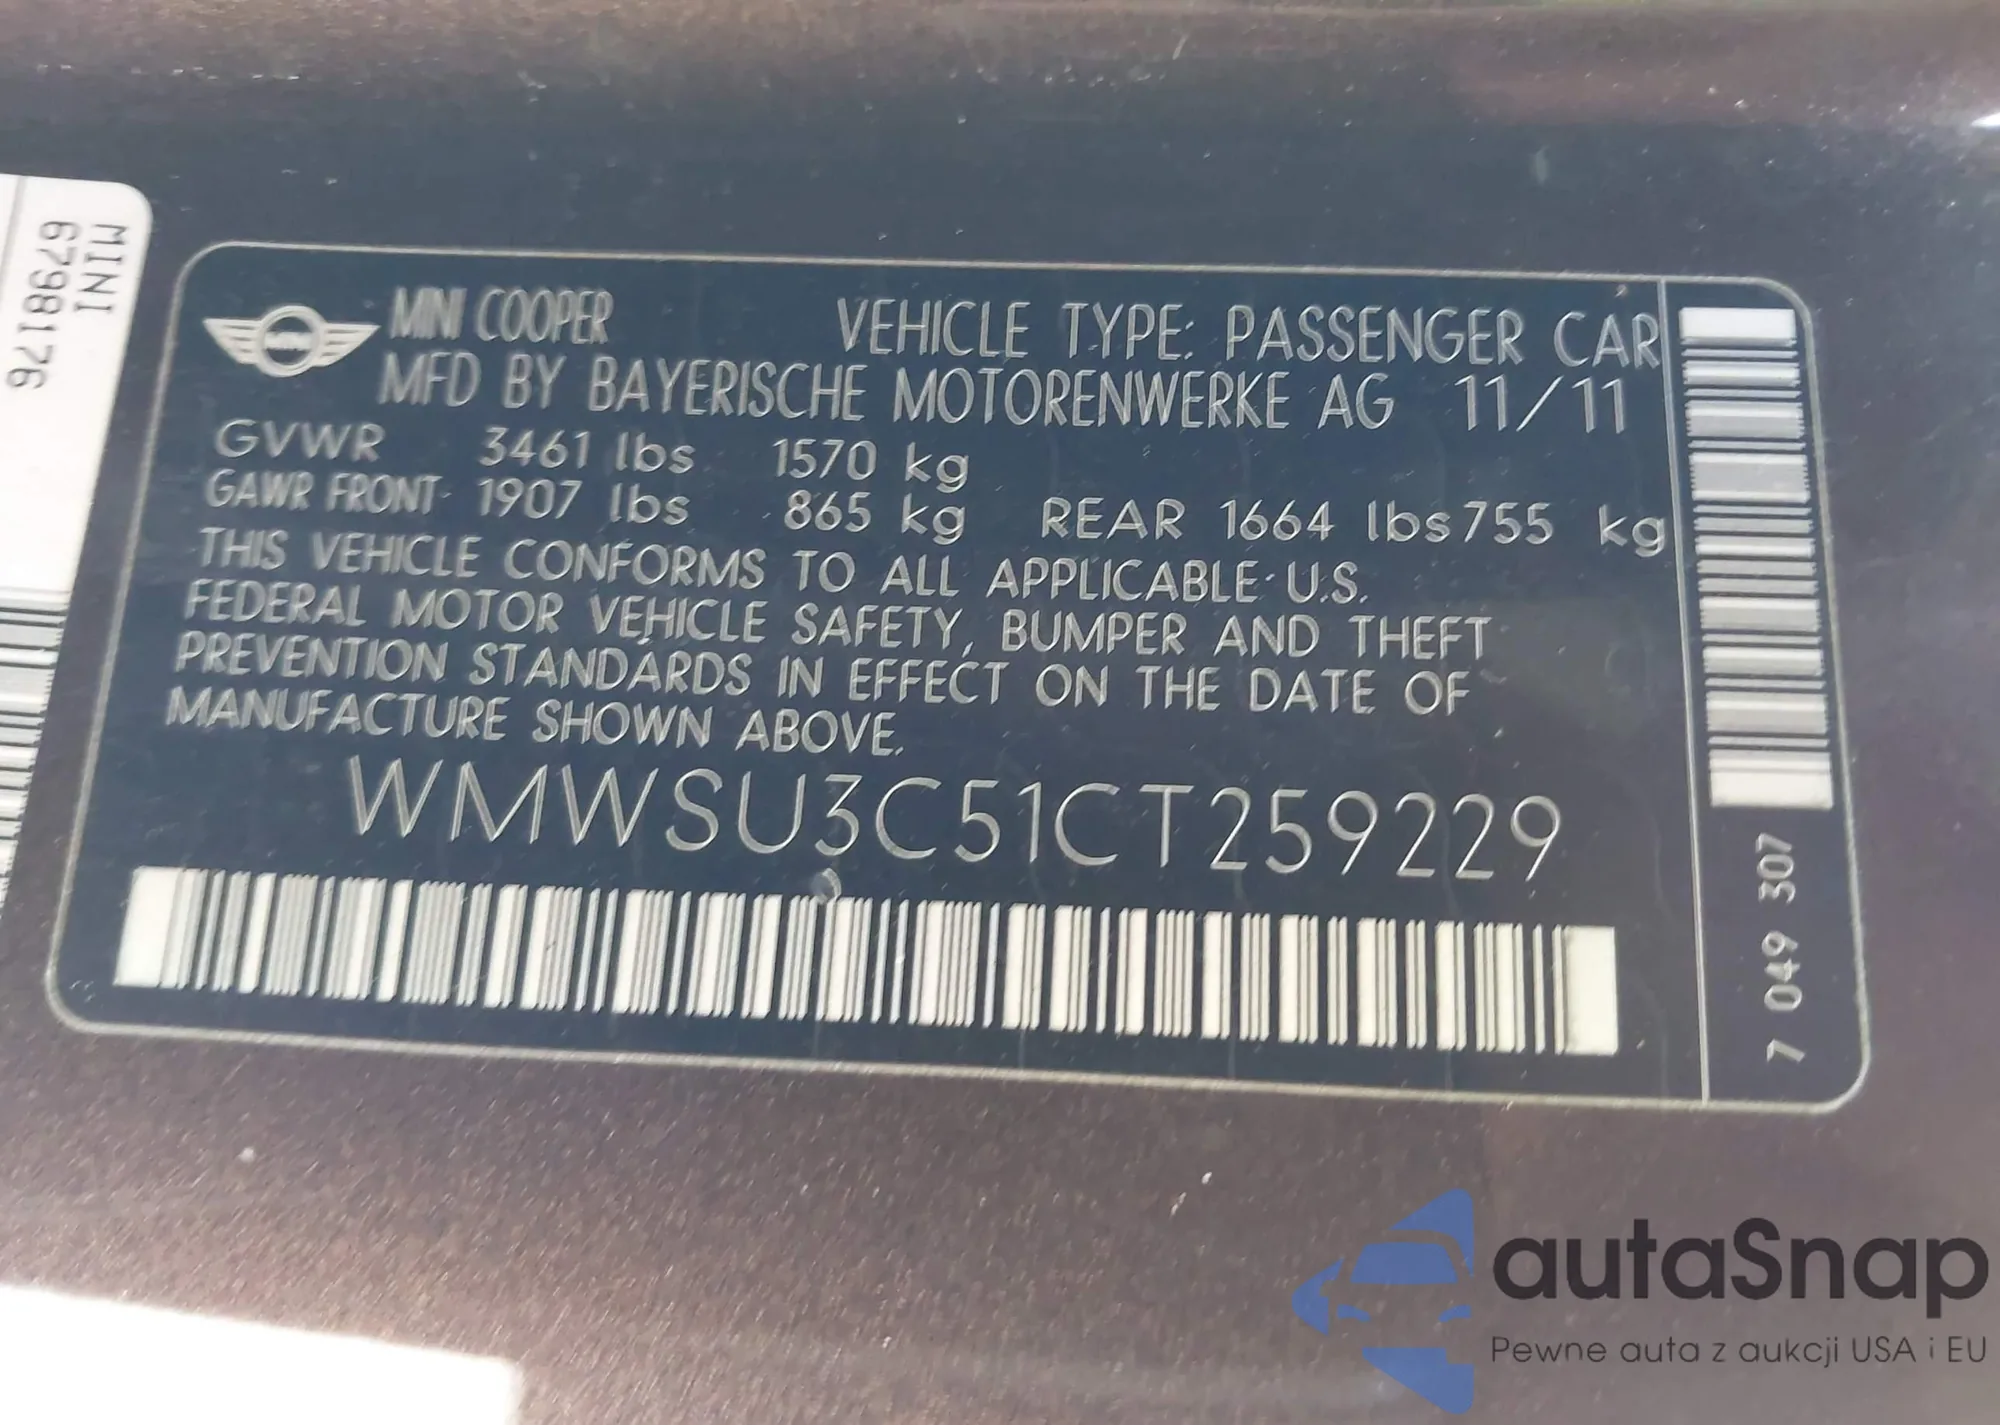 MINI
6798176
MINI
MINI COOPER VEHICLE TYPE: PASSENGER CAR
MFD BY BAYERISCHE MOTORENWERKE AG 11/11
GVWR 3461 lbs 1570 kg
GAWR FRONT 1907 lbs 865 kg REAR 1664 lbs 755 kg
THIS VEHICLE CONFORMS TO ALL APPLICABLE U.S.
FEDERAL MOTOR VEHICLE SAFETY, BUMPER AND THEFT
PREVENTION STANDARDS IN EFFECT ON THE DATE OF
MANUFACTURE SHOWN ABOVE.
WMWSU3C51CT259229
7 049 307
autaSnap
Pewne auta z aukcji USA i EU